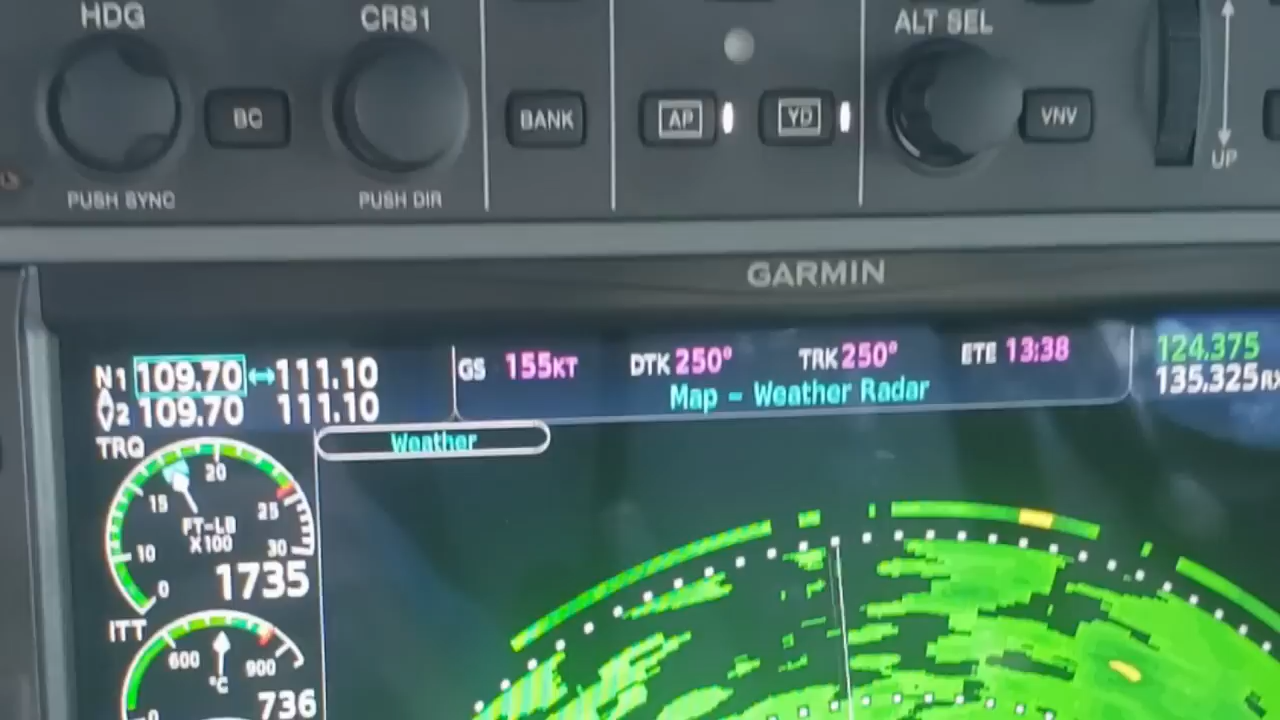 HDG
CRS1
ALT SEL
BC
BANK
AP
YD
VNV
UP
PUSH SYNC
PUSH DIR
GARMIN
N1 109.70 ↔ 111.10
2 109.70 111.10
GS 155KT DTK 250° TRK 250° ETE 13:38
Map - Weather Radar
124.375
135.325 RX
Weather
TRQ
20
15
25
FT-LB
X100
10
30
0
1735
ITT
600
900
°C
736
0